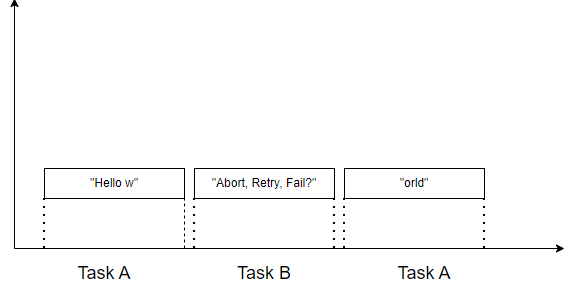 "Hello w" "Abort, Retry, Fail?" "orld"
Task A Task B Task A